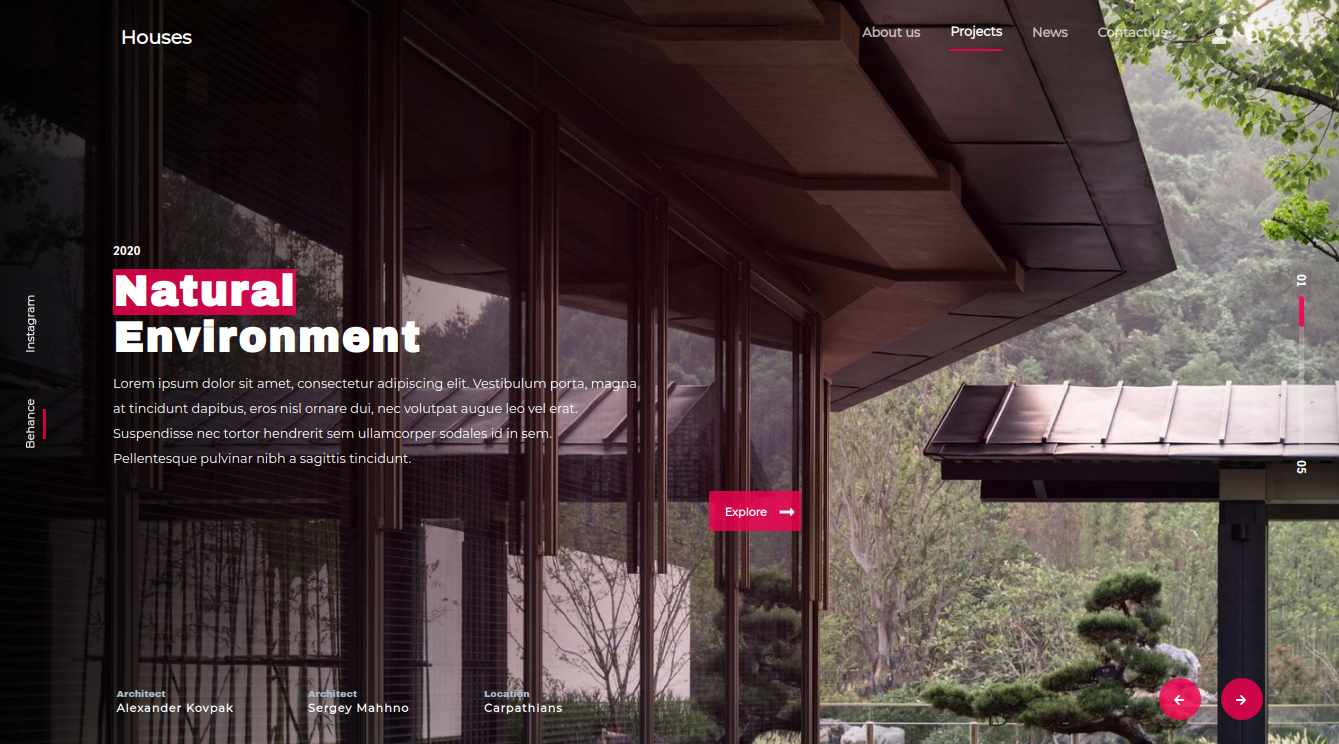 Houses
About us Projects News Contact us
2020
Natural
Environment
Lorem ipsum dolor sit amet, consectetur adipiscing elit. Vestibulum porta, magna
at tincidunt dapibus, eros nisl ornare dui, nec volutpat augue leo vel erat.
Suspendisse nec tortor hendrerit sem ullamcorper sodales id in sem.
Pellentesque pulvinar nibh a sagittis tincidunt.
Explore
Instagram
Behance
01
05
Architect
Alexander Kovpak
Architect
Sergey Mahhno
Location
Carpathians